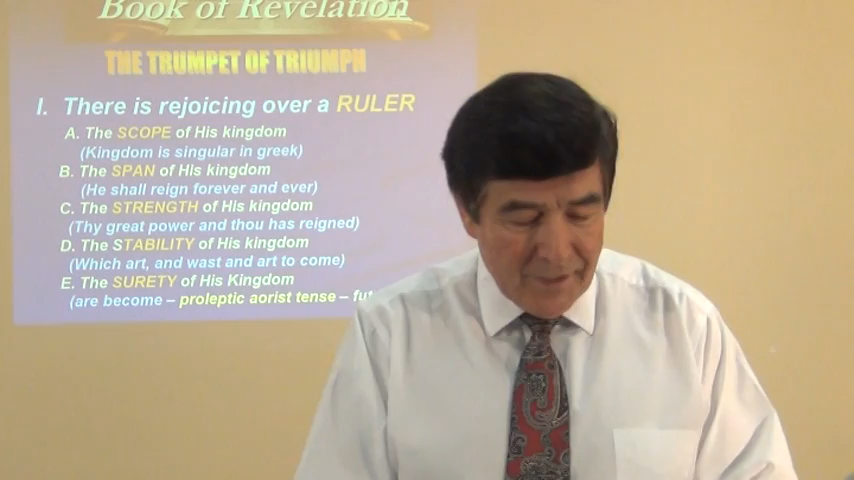 Book of Revelation
THE TRUMPET OF TRIUMPH
I. There is rejoicing over a RULER
A. The SCOPE of His kingdom
(Kingdom is singular in greek)
B. The SPAN of His kingdom
(He shall reign forever and ever)
C. The STRENGTH of His kingdom
(Thy great power and thou has reigned)
D. The STABILITY of His kingdom
(Which art, and wast and art to come)
E. The SURETY of His Kingdom
(are become – proleptic aorist tense –